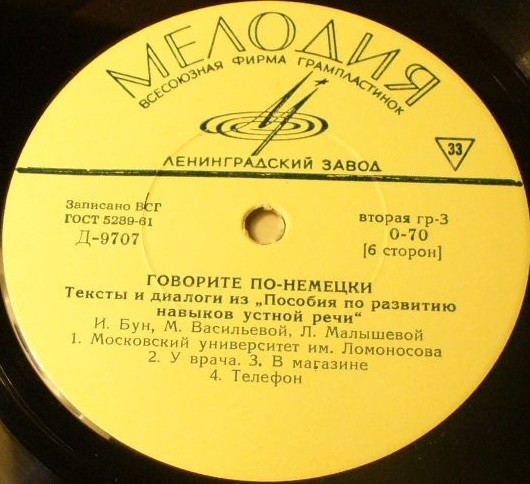 МЕЛОДИЯ
ВСЕСОЮЗНАЯ ФИРМА ГРАМПЛАСТИНОК
ЛЕНИНГРАДСКИЙ ЗАВОД
33
Записано ВСГ
ГОСТ 5289-61
Д-9707
вторая гр-3
0-70
[6 сторон]
ГОВОРИТЕ ПО-НЕМЕЦКИ
Тексты и диалоги из „Пособия по развитию
навыков устной речи“
И. Бун, М. Васильевой, Л. Малышевой
1. Московский университет им. Ломоносова
2. У врача. 3. В магазине
4. Телефон